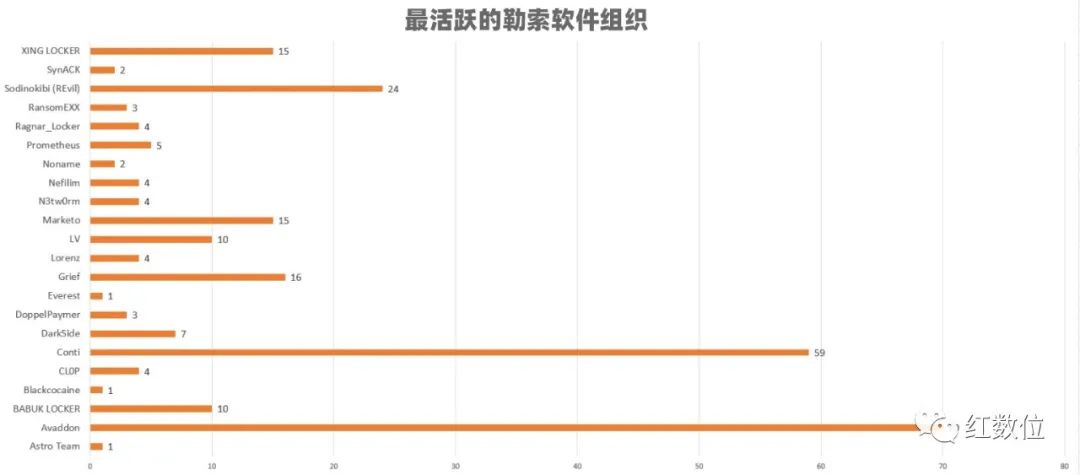 最活跃的勒索软件组织
XING LOCKER 15
SynACK 2
Sodinokibi (REvil) 24
RansomEXX 3
Ragnar_Locker 4
Prometheus 5
Noname 2
Nefilim 4
N3tw0rm 4
Marketo 15
LV 10
Lorenz 4
Grief 16
Everest 1
DoppelPaymer 3
DarkSide 7
Conti 59
CL0P 4
Blackcocaine 1
BABUK LOCKER 10
Avaddon
Astro Team 1
0 10 20 30 40 50 60 70 80
红数位